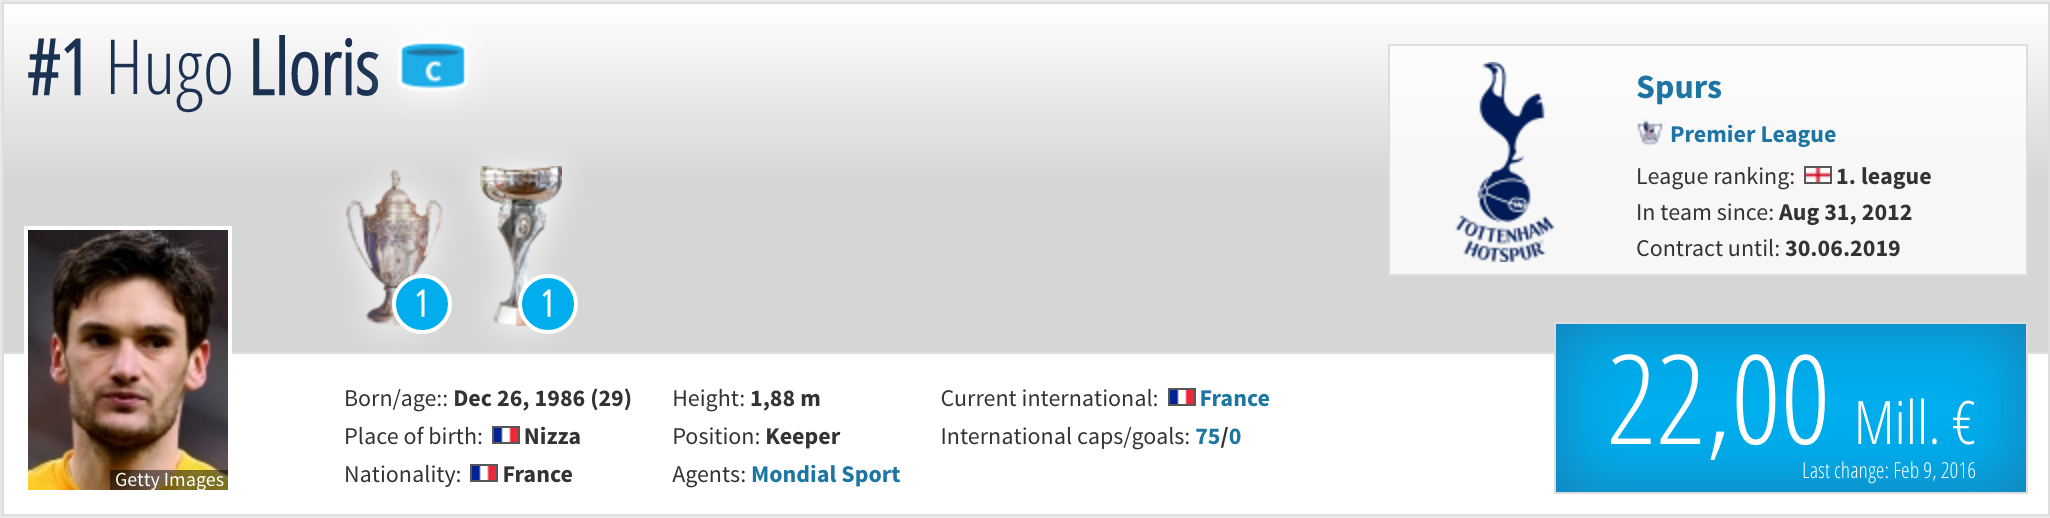 #1 Hugo Lloris
C
1
1
Getty Images
Born/age:: Dec 26, 1986 (29)
Place of birth: Nizza
Nationality: France
Height: 1,88 m
Position: Keeper
Agents: Mondial Sport
Current international: France
International caps/goals: 75/0
TOTTENHAM
HOTSPUR
Spurs
Premier League
League ranking: 1. league
In team since: Aug 31, 2012
Contract until: 30.06.2019
22,00 Mill. €
Last change: Feb 9, 2016